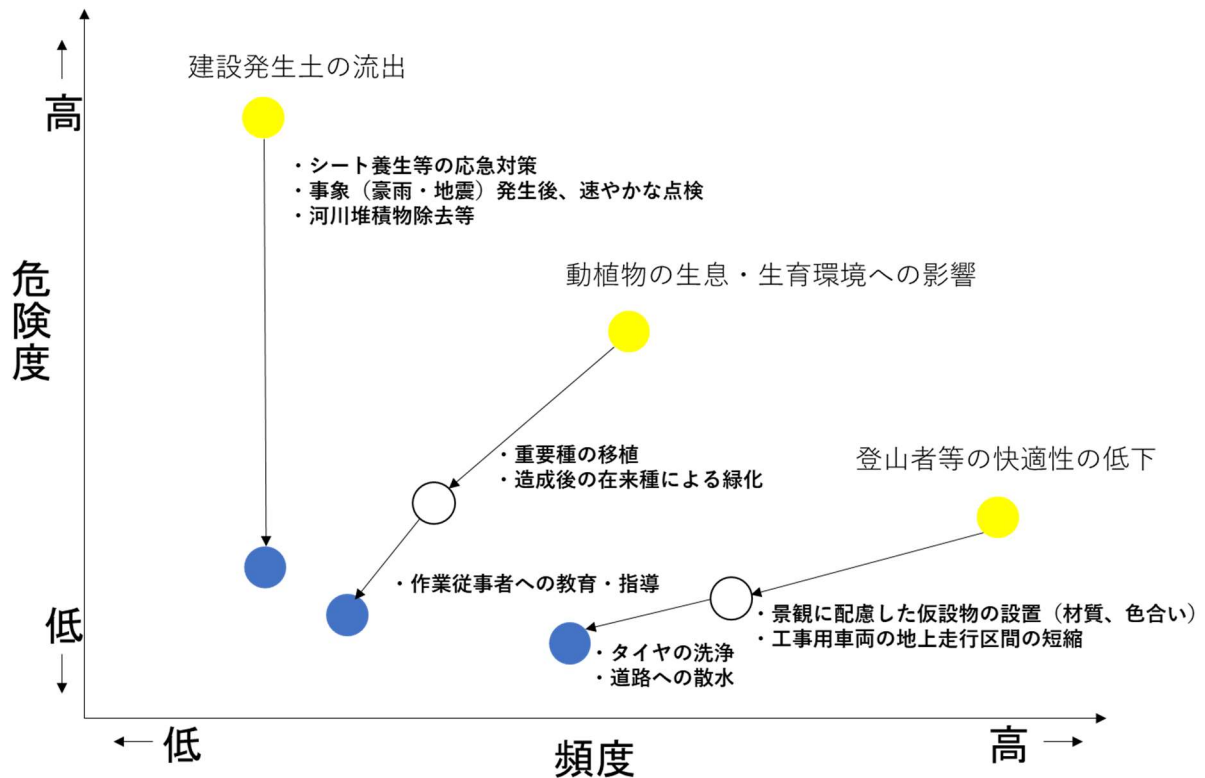 建設発生土の流出
↑
高
・シート養生等の応急対策
・事象（豪雨・地震）発生後、速やかな点検
・河川堆積物除去等
危険度
動植物の生息・生育環境への影響
・重要種の移植
・造成後の在来種による緑化
登山者等の快適性の低下
・作業従事者への教育・指導
・景観に配慮した仮設物の設置（材質、色合い）
・工事用車両の地上走行区間の短縮
低
↓
・タイヤの洗浄
・道路への散水
← 低
頻度
高 →